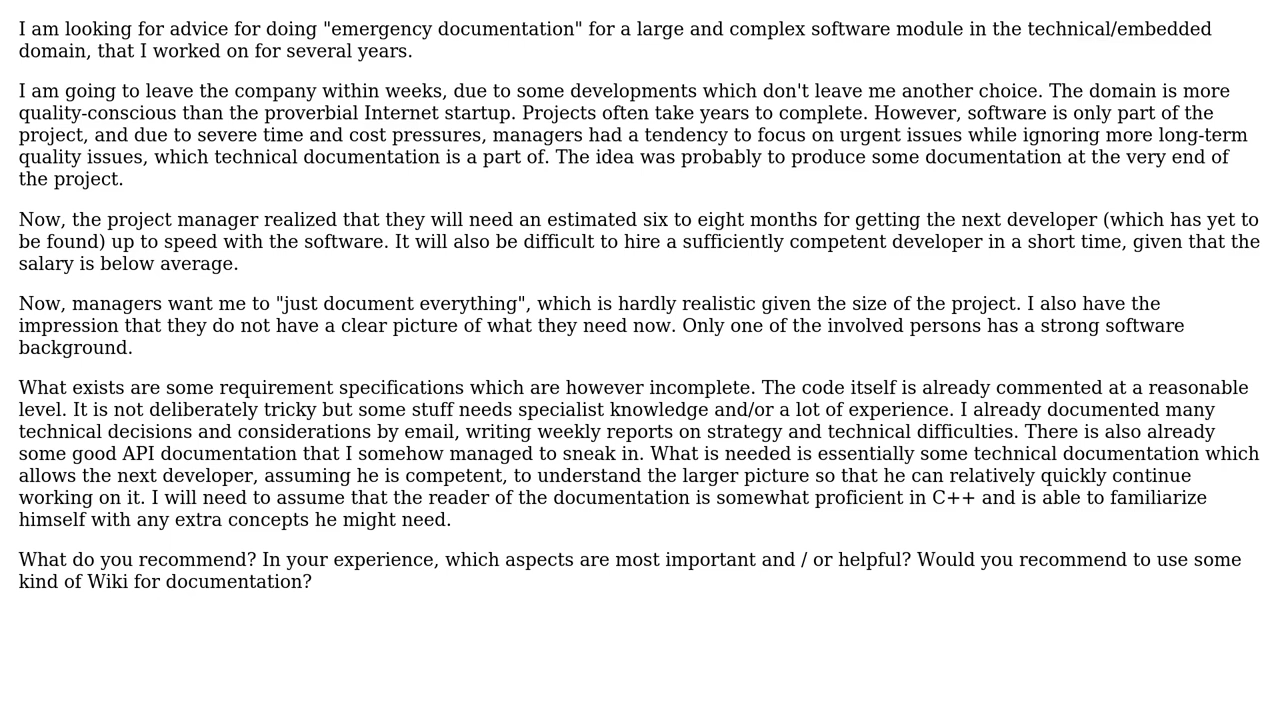 I am looking for advice for doing "emergency documentation" for a large and complex software module in the technical/embedded
domain, that I worked on for several years.
I am going to leave the company within weeks, due to some developments which don't leave me another choice. The domain is more
quality-conscious than the proverbial Internet startup. Projects often take years to complete. However, software is only part of the
project, and due to severe time and cost pressures, managers had a tendency to focus on urgent issues while ignoring more long-term
quality issues, which technical documentation is a part of. The idea was probably to produce some documentation at the very end of
the project.
Now, the project manager realized that they will need an estimated six to eight months for getting the next developer (which has yet to
be found) up to speed with the software. It will also be difficult to hire a sufficiently competent developer in a short time, given that the
salary is below average.
Now, managers want me to "just document everything", which is hardly realistic given the size of the project. I also have the
impression that they do not have a clear picture of what they need now. Only one of the involved persons has a strong software
background.
What exists are some requirement specifications which are however incomplete. The code itself is already commented at a reasonable
level. It is not deliberately tricky but some stuff needs specialist knowledge and/or a lot of experience. I already documented many
technical decisions and considerations by email, writing weekly reports on strategy and technical difficulties. There is also already
some good API documentation that I somehow managed to sneak in. What is needed is essentially some technical documentation which
allows the next developer, assuming he is competent, to understand the larger picture so that he can relatively quickly continue
working on it. I will need to assume that the reader of the documentation is somewhat proficient in C++ and is able to familiarize
himself with any extra concepts he might need.
What do you recommend? In your experience, which aspects are most important and / or helpful? Would you recommend to use some
kind of Wiki for documentation?